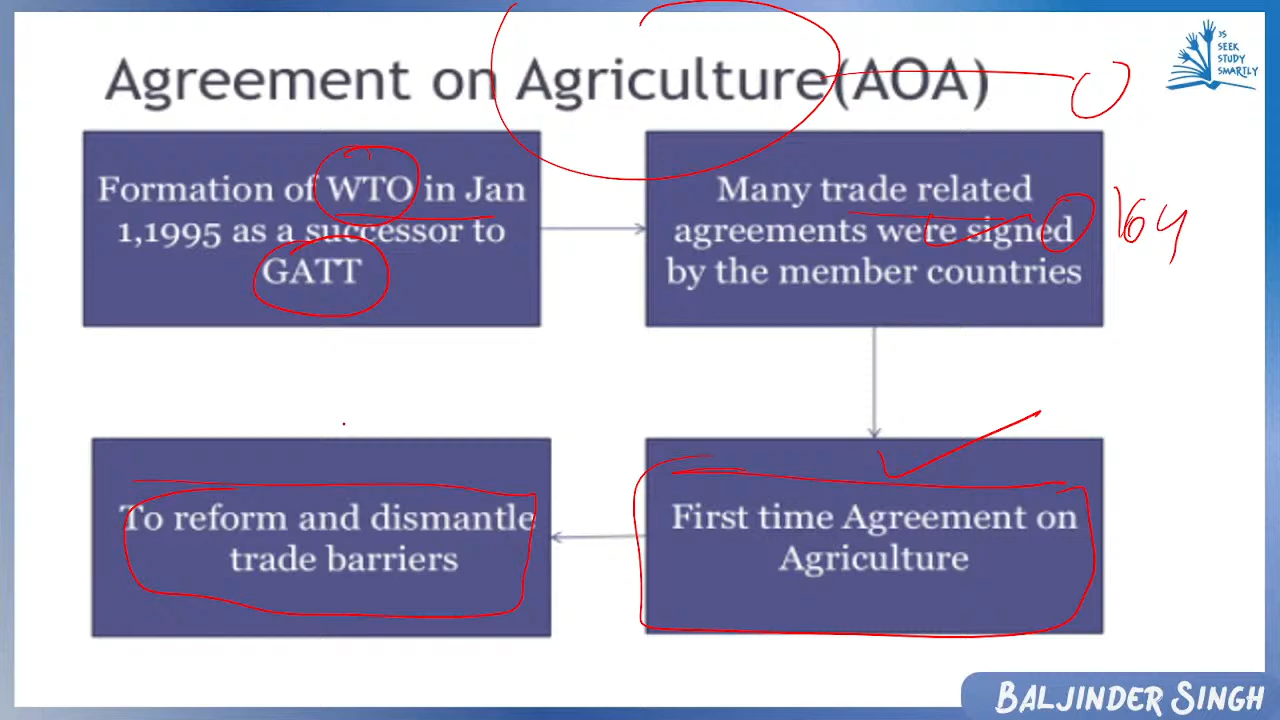 Agreement on Agriculture(AOA)
3S
SEEK
STUDY
SMARTLY
Formation of WTO in Jan
1,1995 as a successor to
GATT
Many trade related
agreements were signed
by the member countries
164
To reform and dismantle
trade barriers
First time Agreement on
Agriculture
BALJINDER SINGH